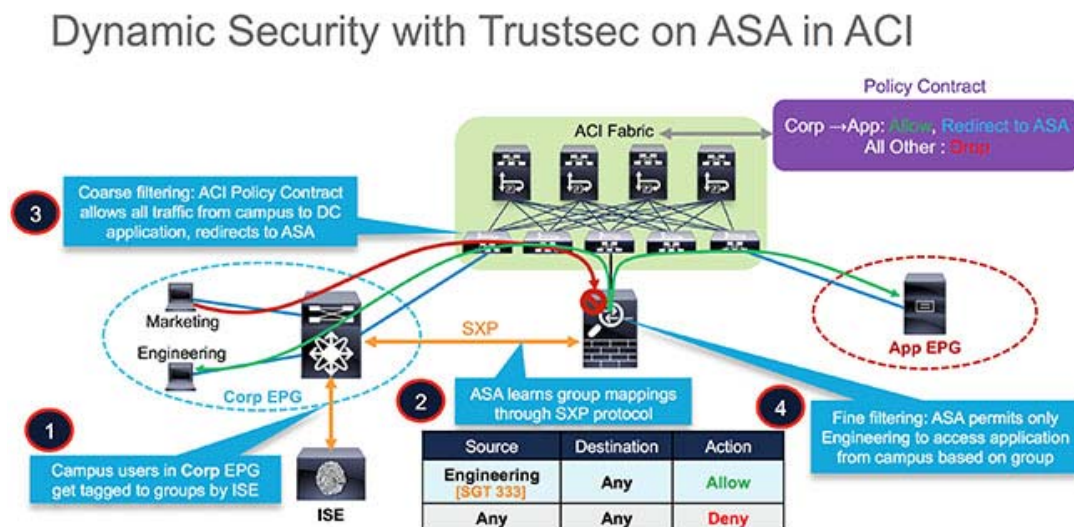 Dynamic Security with Trustsec on ASA in ACI
Policy Contract
Corp →App: Allow, Redirect to ASA
All Other : Drop
ACI Fabric
3
Coarse filtering: ACI Policy Contract
allows all traffic from campus to DC
application, redirects to ASA
Marketing
Engineering
Corp EPG
SXP
App EPG
1
Campus users in Corp EPG
get tagged to groups by ISE
ISE
2
ASA learns group mappings
through SXP protocol
4
Fine filtering: ASA permits only
Engineering to access application
from campus based on group
Source Destination Action
Engineering
[SGT 333] Any Allow
Any Any Deny